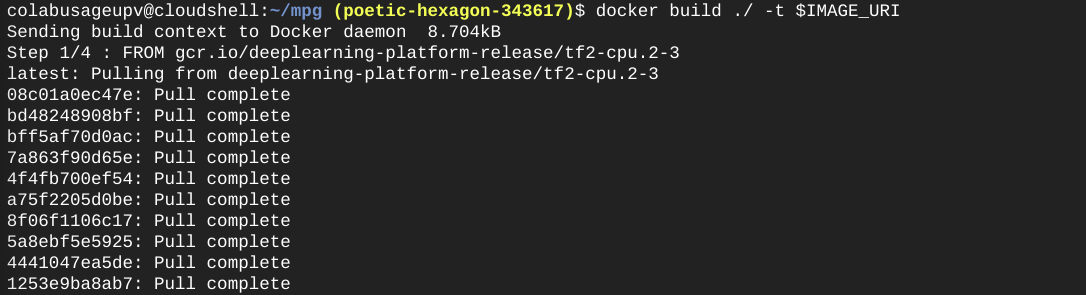 colabusageupv@cloudshell:~/mpg (poetic-hexagon-343617)$ docker build ./ -t $IMAGE_URI
Sending build context to Docker daemon  8.704kB
Step 1/4 : FROM gcr.io/deeplearning-platform-release/tf2-cpu.2-3
latest: Pulling from deeplearning-platform-release/tf2-cpu.2-3
08c01a0ec47e: Pull complete
bd48248908bf: Pull complete
bff5af70d0ac: Pull complete
7a863f90d65e: Pull complete
4f4fb700ef54: Pull complete
a75f2205d0be: Pull complete
8f06f1106c17: Pull complete
5a8ebf5e5925: Pull complete
4441047ea5de: Pull complete
1253e9ba8ab7: Pull complete